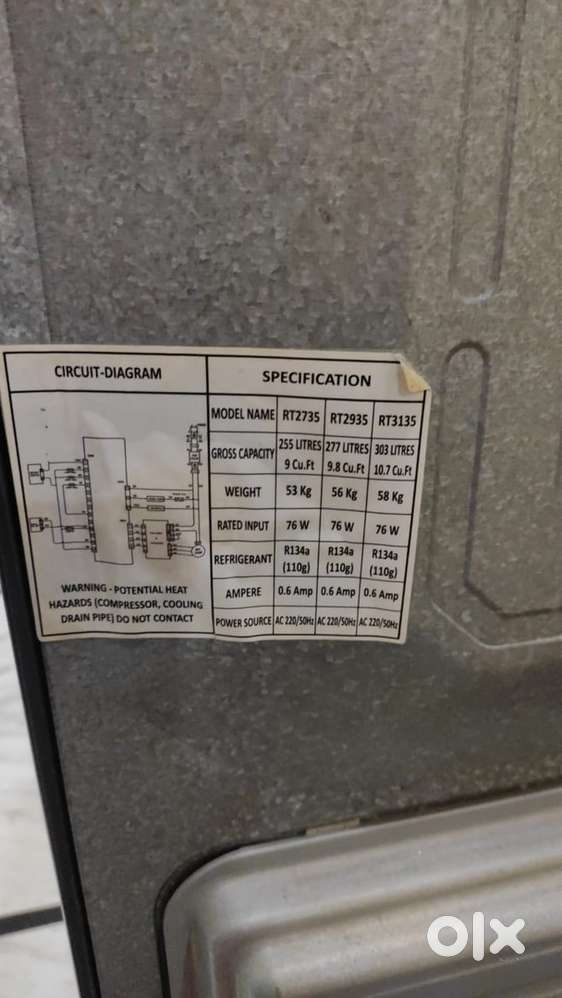 CIRCUIT-DIAGRAM
SPECIFICATION
MODEL NAME RT2735 RT2935 RT3135
GROSS CAPACITY 255 LITRES 9 Cu.Ft 277 LITRES 9.8 Cu.Ft 303 LITRES 10.7 Cu.Ft
WEIGHT 53 Kg 56 Kg 58 Kg
RATED INPUT 76 W 76 W 76 W
REFRIGERANT R134a (110g) R134a (110g) R134a (110g)
AMPERE 0.6 Amp 0.6 Amp 0.6 Amp
POWER SOURCE AC 220/50Hz AC 220/50Hz AC 220/50Hz
WARNING - POTENTIAL HEAT
HAZARDS (COMPRESSOR, COOLING
DRAIN PIPE) DO NOT CONTACT
OLX